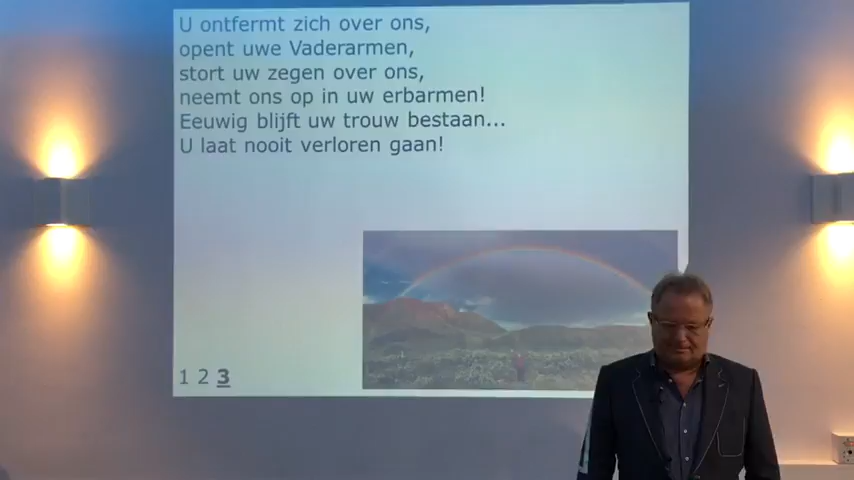 U ontfermt zich over ons,
opent uwe Vaderarmen,
stort uw zegen over ons,
neemt ons op in uw erbarmen!
Eeuwig blijft uw trouw bestaan...
U laat nooit verloren gaan!
1 2 3